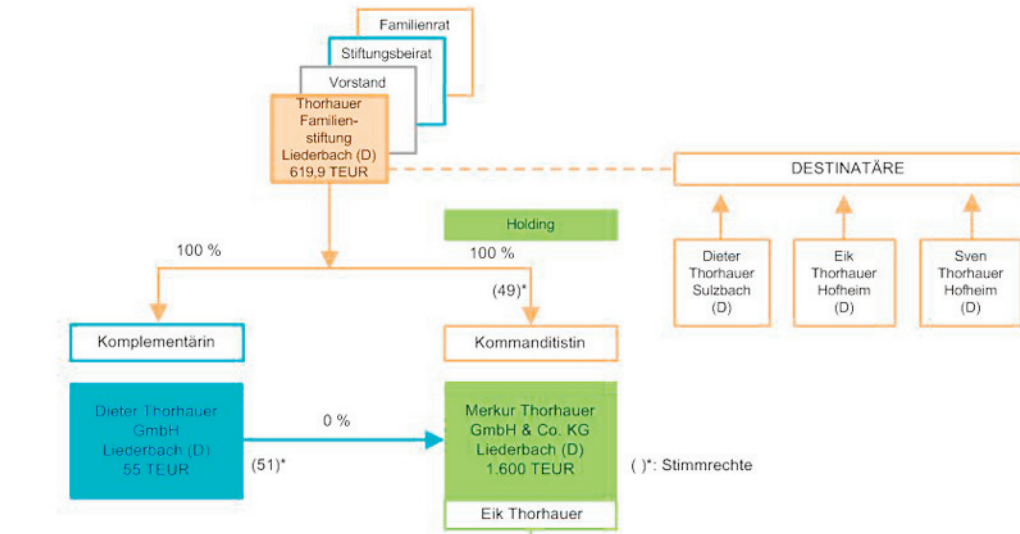 Familienrat
Stiftungsbeirat
Vorstand
Thorhauer
Familien-
stiftung
Liederbach (D)
619,9 TEUR
DESTINATÄRE
Holding
Dieter
Thorhauer
Sulzbach
(D)
Eik
Thorhauer
Hofheim
(D)
Sven
Thorhauer
Hofheim
(D)
100 %
100 %
(49)*
Komplementärin
Kommanditistin
Dieter Thorhauer
GmbH
Liederbach (D)
55 TEUR
0 %
(51)*
Merkur Thorhauer
GmbH & Co. KG
Liederbach (D)
1.600 TEUR
( )*: Stimmrechte
Eik Thorhauer